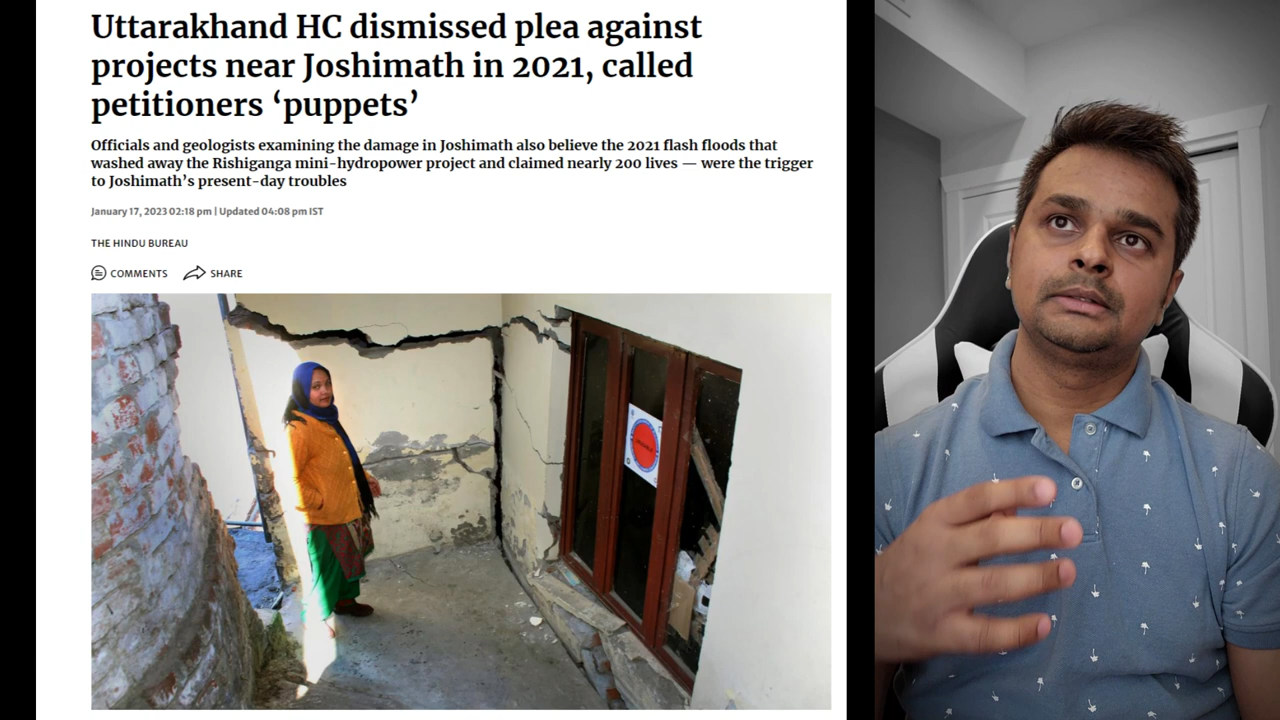 Uttarakhand HC dismissed plea against
projects near Joshimath in 2021, called
petitioners ‘puppets’
Officials and geologists examining the damage in Joshimath also believe the 2021 flash floods that
washed away the Rishiganga mini-hydropower project and claimed nearly 200 lives — were the trigger
to Joshimath’s present-day troubles
January 17, 2023 02:18 pm | Updated 04:08 pm IST
THE HINDU BUREAU
COMMENTS SHARE